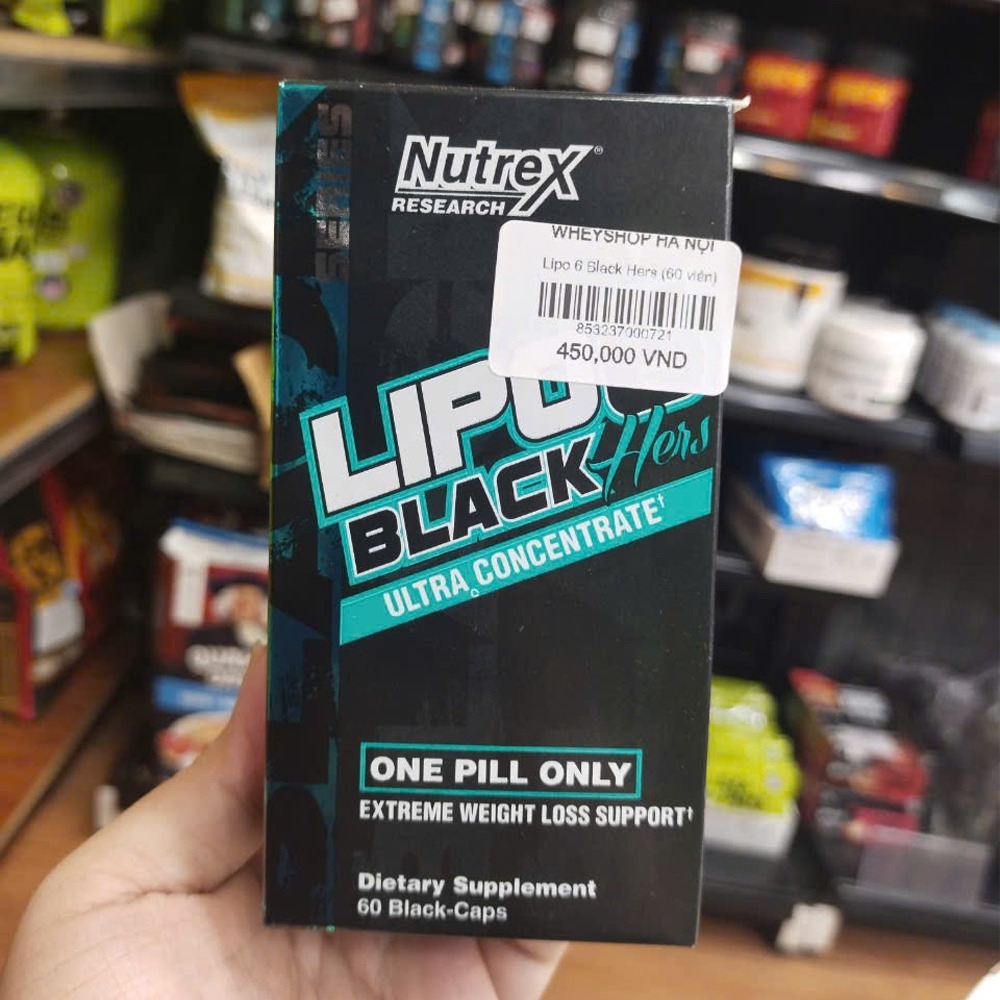 SERIES
Nutrex®
RESEARCH
WHEYSHOP HÀ NỘI
Lipo 6 Black Hers (60 viên)
853237000721
450,000 VND
LIPO
BLACK Hers
ULTRA CONCENTRATE†
ONE PILL ONLY
EXTREME WEIGHT LOSS SUPPORT†
Dietary Supplement
60 Black-Caps